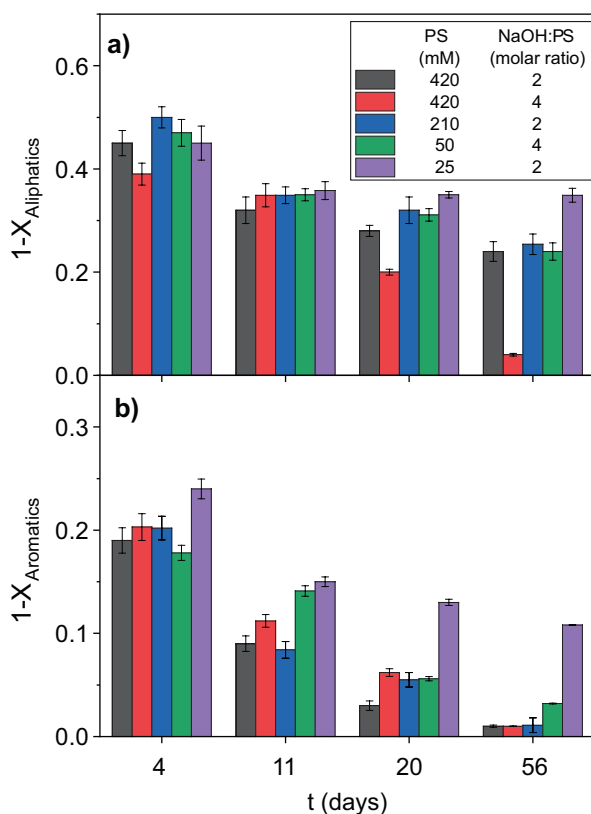 a)
PS NaOH:PS
(mM) (molar ratio)
420 2
420 4
210 2
50 4
25 2
0.6
0.4
0.2
0.0
1-X_Aliphatics
b)
0.3
0.2
0.1
0.0
1-X_Aromatics
4 11 20 56
t (days)